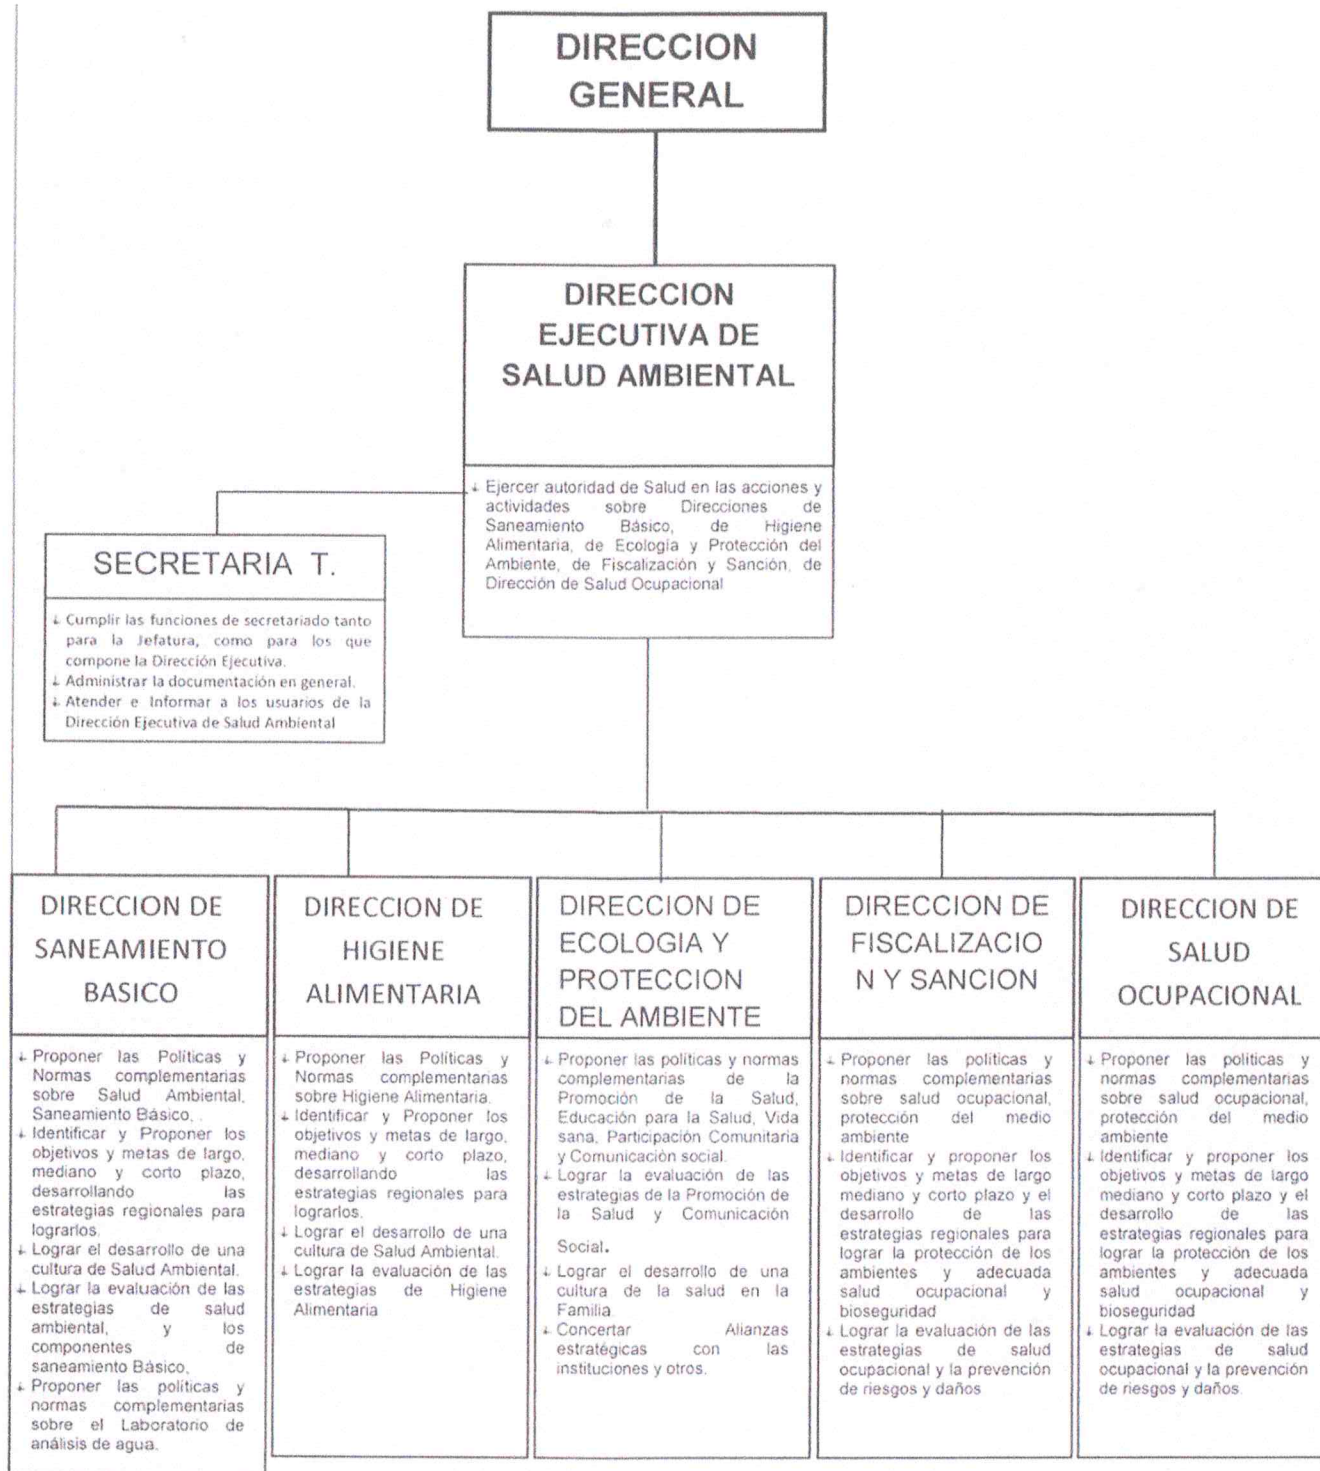 DIRECCION
GENERAL
DIRECCION
EJECUTIVA DE
SALUD AMBIENTAL
Ejercer autoridad de Salud en las acciones y
actividades sobre Direcciones de
Saneamiento Básico, de Higiene
Alimentaria, de Ecología y Protección del
Ambiente, de Fiscalización y Sanción, de
Dirección de Salud Ocupacional
SECRETARIA T.
Cumplir las funciones de secretariado tanto
para la Jefatura, como para los que
compone la Dirección Ejecutiva.
Administrar la documentación en general.
Atender e Informar a los usuarios de la
Dirección Ejecutiva de Salud Ambiental
DIRECCION DE
SANEAMIENTO
BASICO
Proponer las Políticas y
Normas complementarias
sobre Salud Ambiental,
Saneamiento Básico, .
Identificar y Proponer los
objetivos y metas de largo,
mediano y corto plazo,
desarrollando las
estrategias regionales para
lograrlos.
Lograr el desarrollo de una
cultura de Salud Ambiental.
Lograr la evaluación de las
estrategias de salud
ambiental, y los
componentes de
saneamiento Básico,
Proponer las políticas y
normas complementarias
sobre el Laboratorio de
análisis de agua.
DIRECCION DE
HIGIENE
ALIMENTARIA
Proponer las Políticas y
Normas complementarias
sobre Higiene Alimentaria.
Identificar y Proponer los
objetivos y metas de largo,
mediano y corto plazo,
desarrollando las
estrategias regionales para
lograrlos.
Lograr el desarrollo de una
cultura de Salud Ambiental.
Lograr la evaluación de las
estrategias de Higiene
Alimentaria
DIRECCION DE
ECOLOGIA Y
PROTECCION
DEL AMBIENTE
Proponer las políticas y normas
complementarias de la
Promoción de la Salud,
Educación para la Salud, Vida
sana, Participación Comunitaria
y Comunicación social.
Lograr la evaluación de las
estrategias de la Promoción de
la Salud y Comunicación
Social.
Lograr el desarrollo de una
cultura de la salud en la
Familia.
Concertar Alianzas
estratégicas con las
instituciones y otros.
DIRECCION DE
FISCALIZACIO
N Y SANCION
Proponer las políticas y
normas complementarias
sobre salud ocupacional,
protección del medio
ambiente
Identificar y proponer los
objetivos y metas de largo
mediano y corto plazo y el
desarrollo de las
estrategias regionales para
lograr la protección de los
ambientes y adecuada
salud ocupacional y
bioseguridad
Lograr la evaluación de las
estrategias de salud
ocupacional y la prevención
de riesgos y daños
DIRECCION DE
SALUD
OCUPACIONAL
Proponer las políticas y
normas complementarias
sobre salud ocupacional,
protección del medio
ambiente
Identificar y proponer los
objetivos y metas de largo
mediano y corto plazo y el
desarrollo de las
estrategias regionales para
lograr la protección de los
ambientes y adecuada
salud ocupacional y
bioseguridad
Lograr la evaluación de las
estrategias de salud
ocupacional y la prevención
de riesgos y daños.